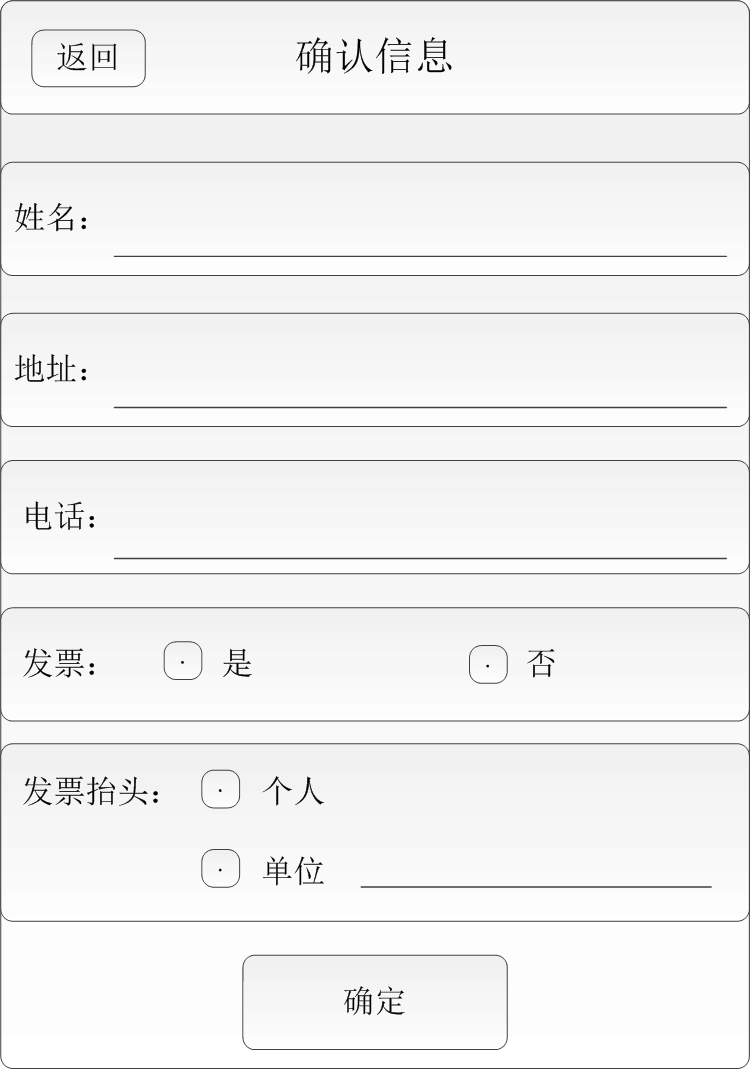 返回 确认信息
姓名：
地址：
电话：
发票： 是 否
发票抬头： 个人
单位
确定